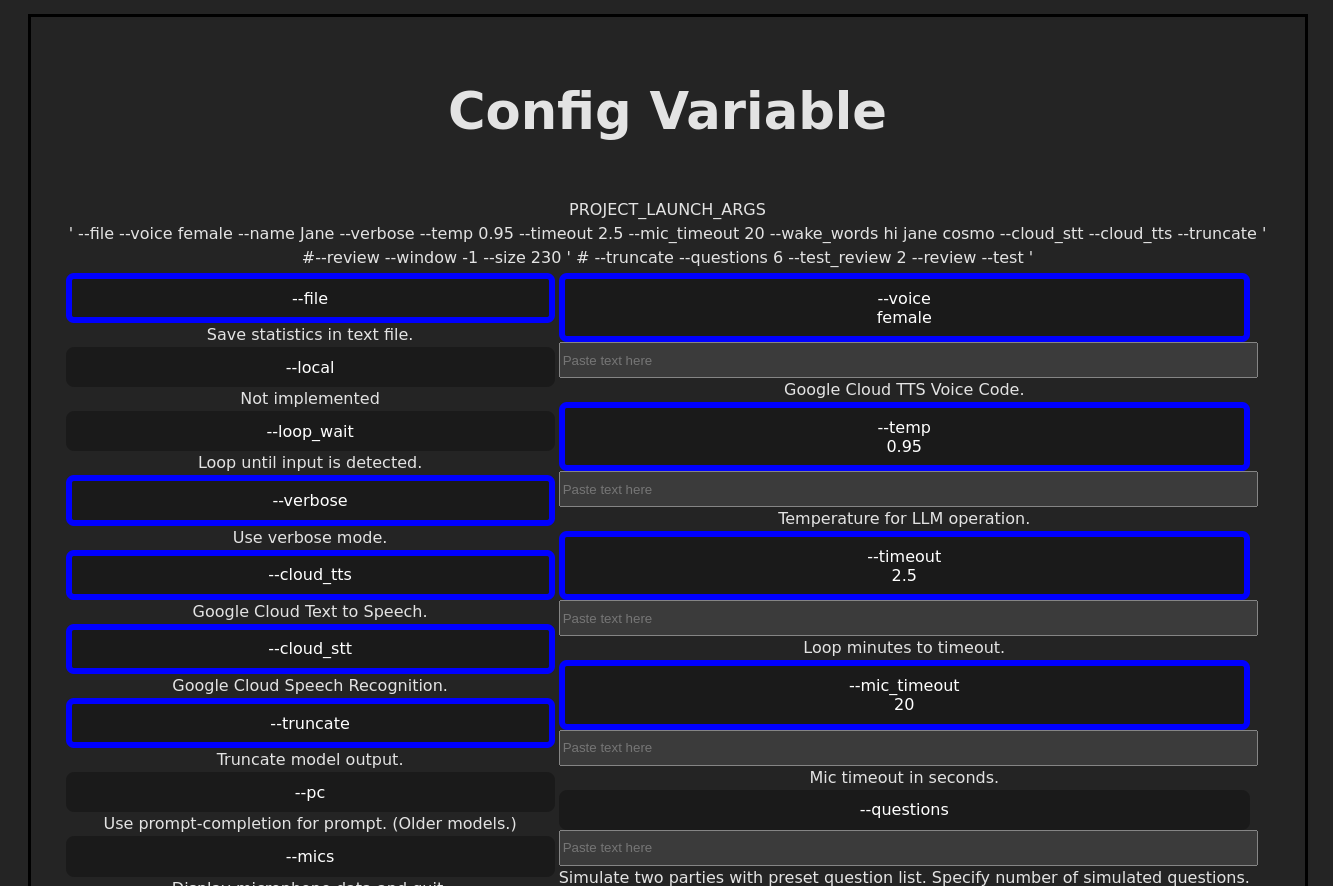 Config Variable
PROJECT_LAUNCH_ARGS
' --file --voice female --name Jane --verbose --temp 0.95 --timeout 2.5 --mic_timeout 20 --wake_words hi jane cosmo --cloud_stt --cloud_tts --truncate '
#--review --window -1 --size 230 ' # --truncate --questions 6 --test_review 2 --review --test '
--file
Save statistics in text file.
--local
Not implemented
--loop_wait
Loop until input is detected.
--verbose
Use verbose mode.
--cloud_tts
Google Cloud Text to Speech.
--cloud_stt
Google Cloud Speech Recognition.
--truncate
Truncate model output.
--pc
Use prompt-completion for prompt. (Older models.)
--mics
Display microphone data and quit.
--voice
female
Paste text here
Google Cloud TTS Voice Code.
--temp
0.95
Paste text here
Temperature for LLM operation.
--timeout
2.5
Paste text here
Loop minutes to timeout.
--mic_timeout
20
Paste text here
Mic timeout in seconds.
--questions
Paste text here
Simulate two parties with preset question list. Specify number of simulated questions.